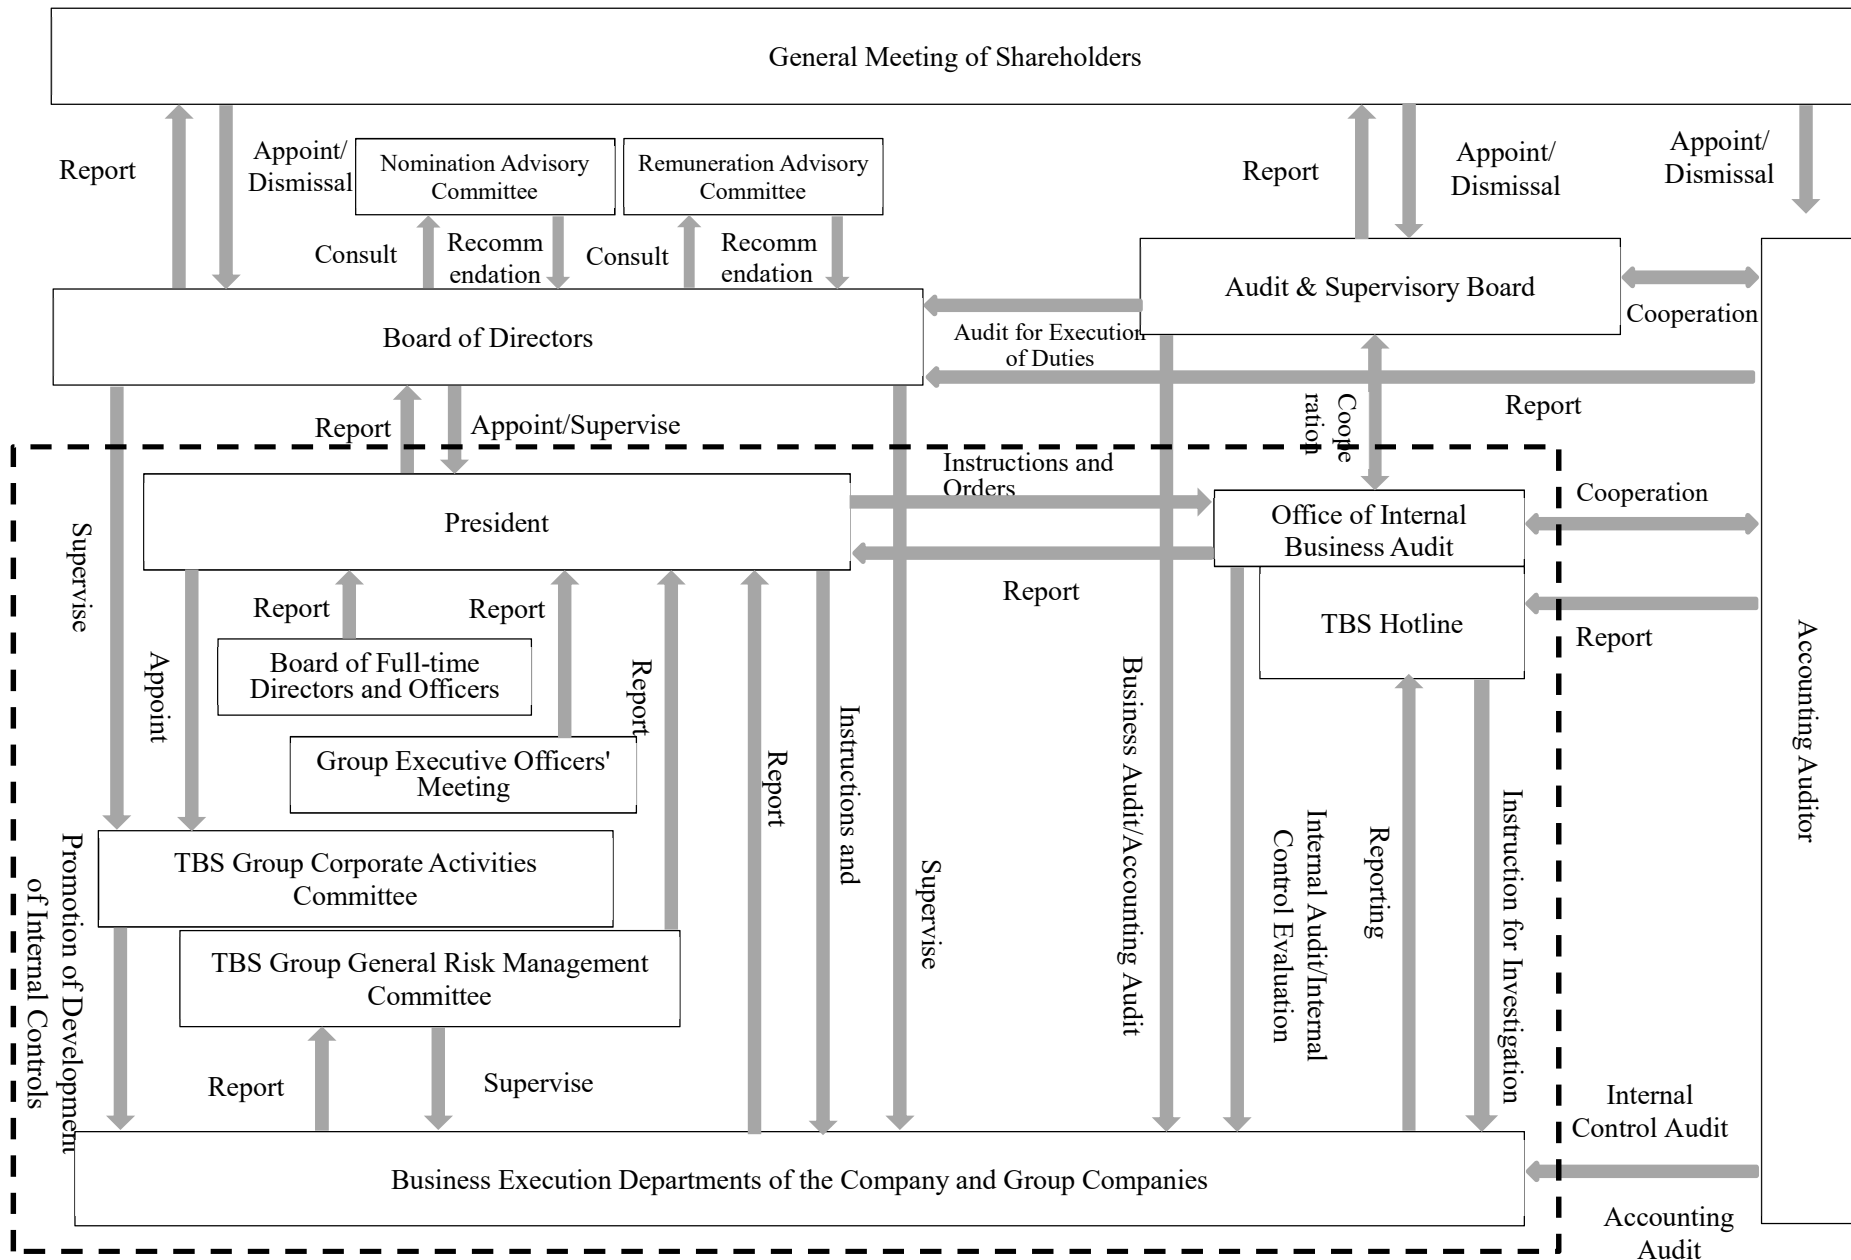 General Meeting of Shareholders
Report
Appoint/
Dismissal
Nomination Advisory
Committee
Remuneration Advisory
Committee
Report
Appoint/
Dismissal
Appoint/
Dismissal
Consult
Recomm
endation
Consult
Recomm
endation
Board of Directors
Audit & Supervisory Board
Cooperation
Audit for Execution
of Duties
Report
Report
Appoint/Supervise
Coope
ration
Instructions and
Orders
President
Office of Internal
Business Audit
Cooperation
Supervise
Report
Report
Report
TBS Hotline
Report
Accounting Auditor
Appoint
Board of Full-time
Directors and Officers
Report
Group Executive Officers'
Meeting
Report
Instructions and
Business Audit/Accounting Audit
Internal Audit/Internal
Control Evaluation
Reporting
Instruction for Investigation
TBS Group Corporate Activities
Committee
Promotion of Development
of Internal Controls
Supervise
TBS Group General Risk Management
Committee
Report
Supervise
Internal
Control Audit
Business Execution Departments of the Company and Group Companies
Accounting
Audit